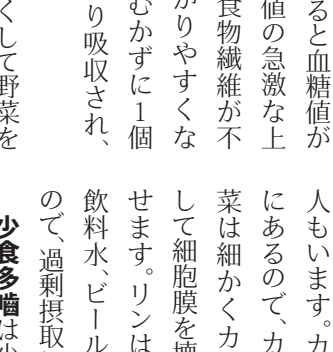 ると血糖値が
値の急激な上
食物繊維が不
がりやすくな
むかずに1個
り吸収され、
くして野菜を
人もいます。カ
にあるので、カ
菜は細かくカ
して細胞膜を壊
せます。リンは
飲料水、ビール
ので、過剰摂取
少食多嚼は